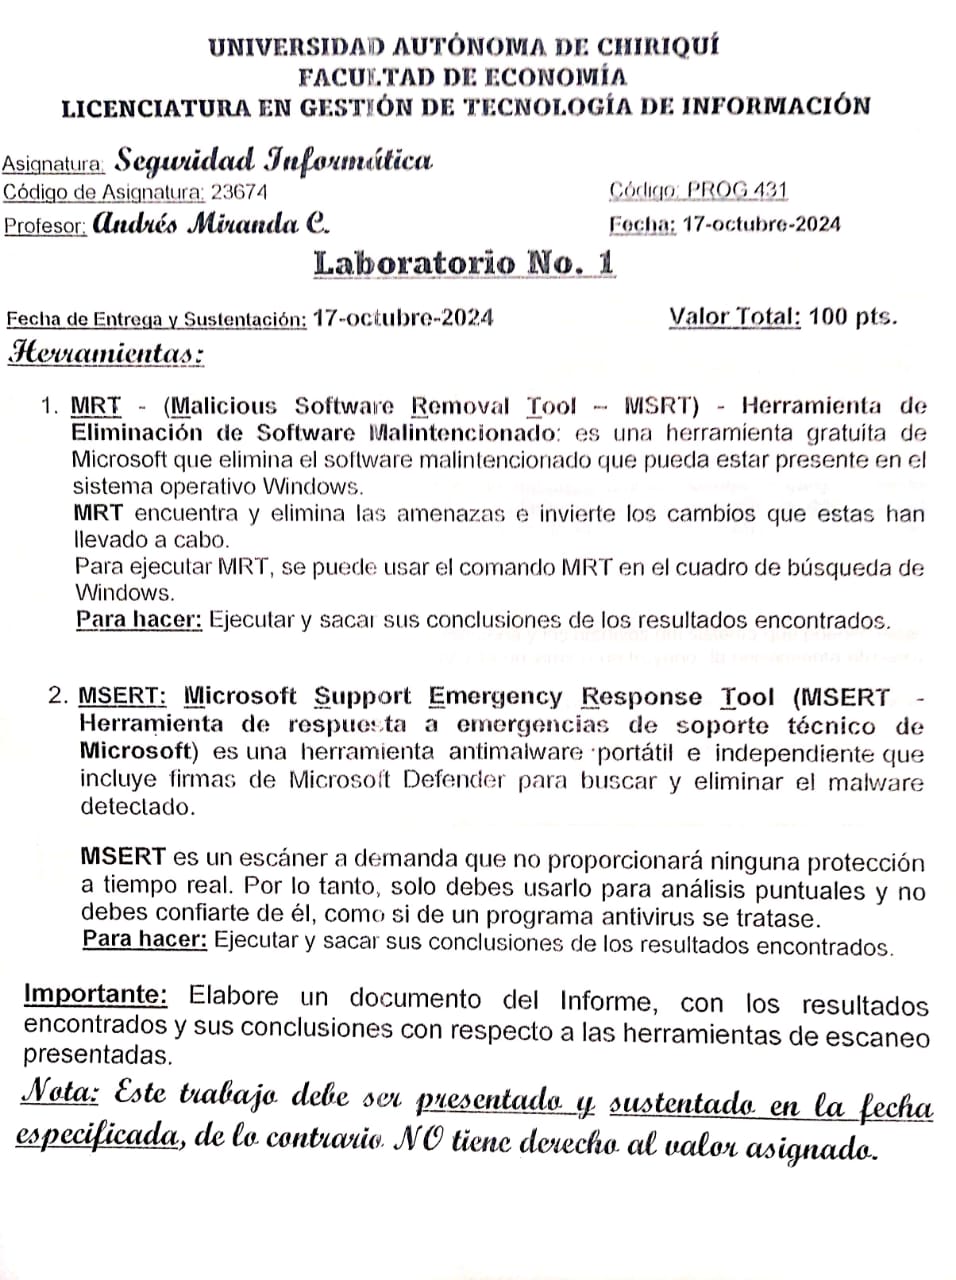 UNIVERSIDAD AUTÓNOMA DE CHIRIQUÍ
FACULTAD DE ECONOMÍA
LICENCIATURA EN GESTIÓN DE TECNOLOGÍA DE INFORMACIÓN
Asignatura: Seguridad Informática
Código de Asignatura: 23674 Código: PROG 431
Profesor: Andrés Miranda C. Fecha: 17-octubre-2024
Laboratorio No. 1
Fecha de Entrega y Sustentación: 17-octubre-2024 Valor Total: 100 pts.
Herramientas:
1. MRT - (Malicious Software Removal Tool – MSRT) - Herramienta de
Eliminación de Software Malintencionado: es una herramienta gratuita de
Microsoft que elimina el software malintencionado que pueda estar presente en el
sistema operativo Windows.
MRT encuentra y elimina las amenazas e invierte los cambios que estas han
llevado a cabo.
Para ejecutar MRT, se puede usar el comando MRT en el cuadro de búsqueda de
Windows.
Para hacer: Ejecutar y sacar sus conclusiones de los resultados encontrados.
2. MSERT: Microsoft Support Emergency Response Tool (MSERT -
Herramienta de respuesta a emergencias de soporte técnico de
Microsoft) es una herramienta antimalware portátil e independiente que
incluye firmas de Microsoft Defender para buscar y eliminar el malware
detectado.
MSERT es un escáner a demanda que no proporcionará ninguna protección
a tiempo real. Por lo tanto, solo debes usarlo para análisis puntuales y no
debes confiarte de él, como si de un programa antivirus se tratase.
Para hacer: Ejecutar y sacar sus conclusiones de los resultados encontrados.
Importante: Elabore un documento del Informe, con los resultados
encontrados y sus conclusiones con respecto a las herramientas de escaneo
presentadas.
Nota: Este trabajo debe ser presentado y sustentado en la fecha
especificada, de lo contrario NO tiene derecho al valor asignado.